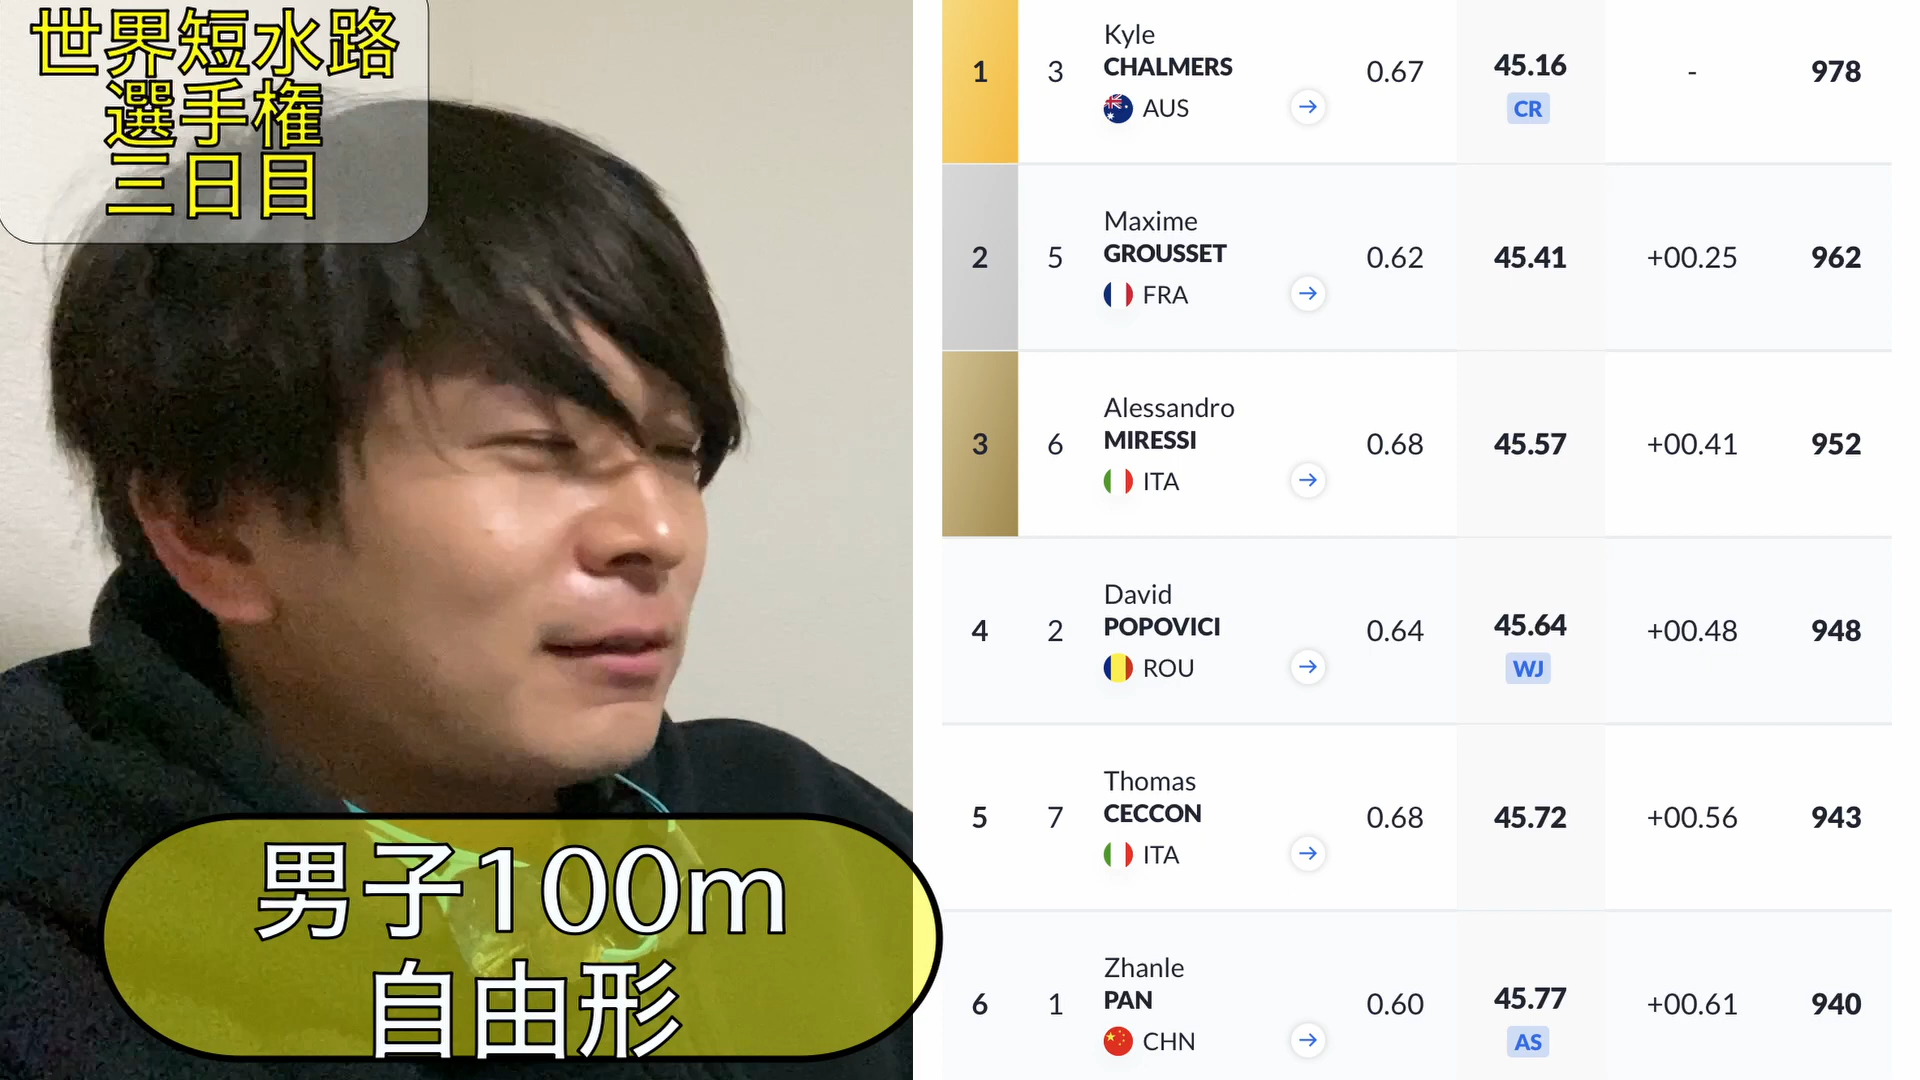 世界短水路
選手権
三日目
男子100m
自由形
1 3 Kyle CHALMERS AUS 0.67 45.16 CR - 978
2 5 Maxime GROUSSET FRA 0.62 45.41 +00.25 962
3 6 Alessandro MIRESSI ITA 0.68 45.57 +00.41 952
4 2 David POPOVICI ROU 0.64 45.64 WJ +00.48 948
5 7 Thomas CECCON ITA 0.68 45.72 +00.56 943
6 1 Zhanle PAN CHN 0.60 45.77 AS +00.61 940